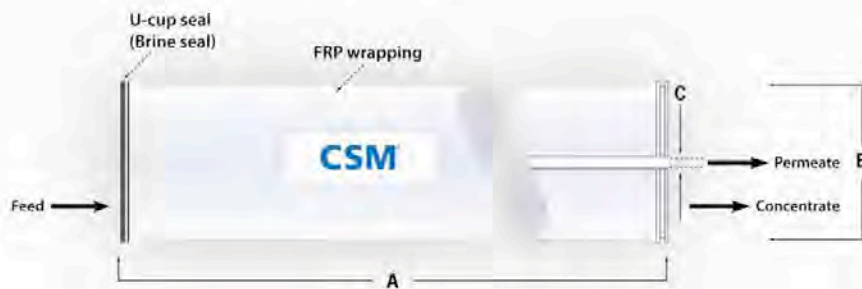 U-cup seal
(Brine seal)
FRP wrapping
C
CSM
Permeate
B
Feed
Concentrate
A